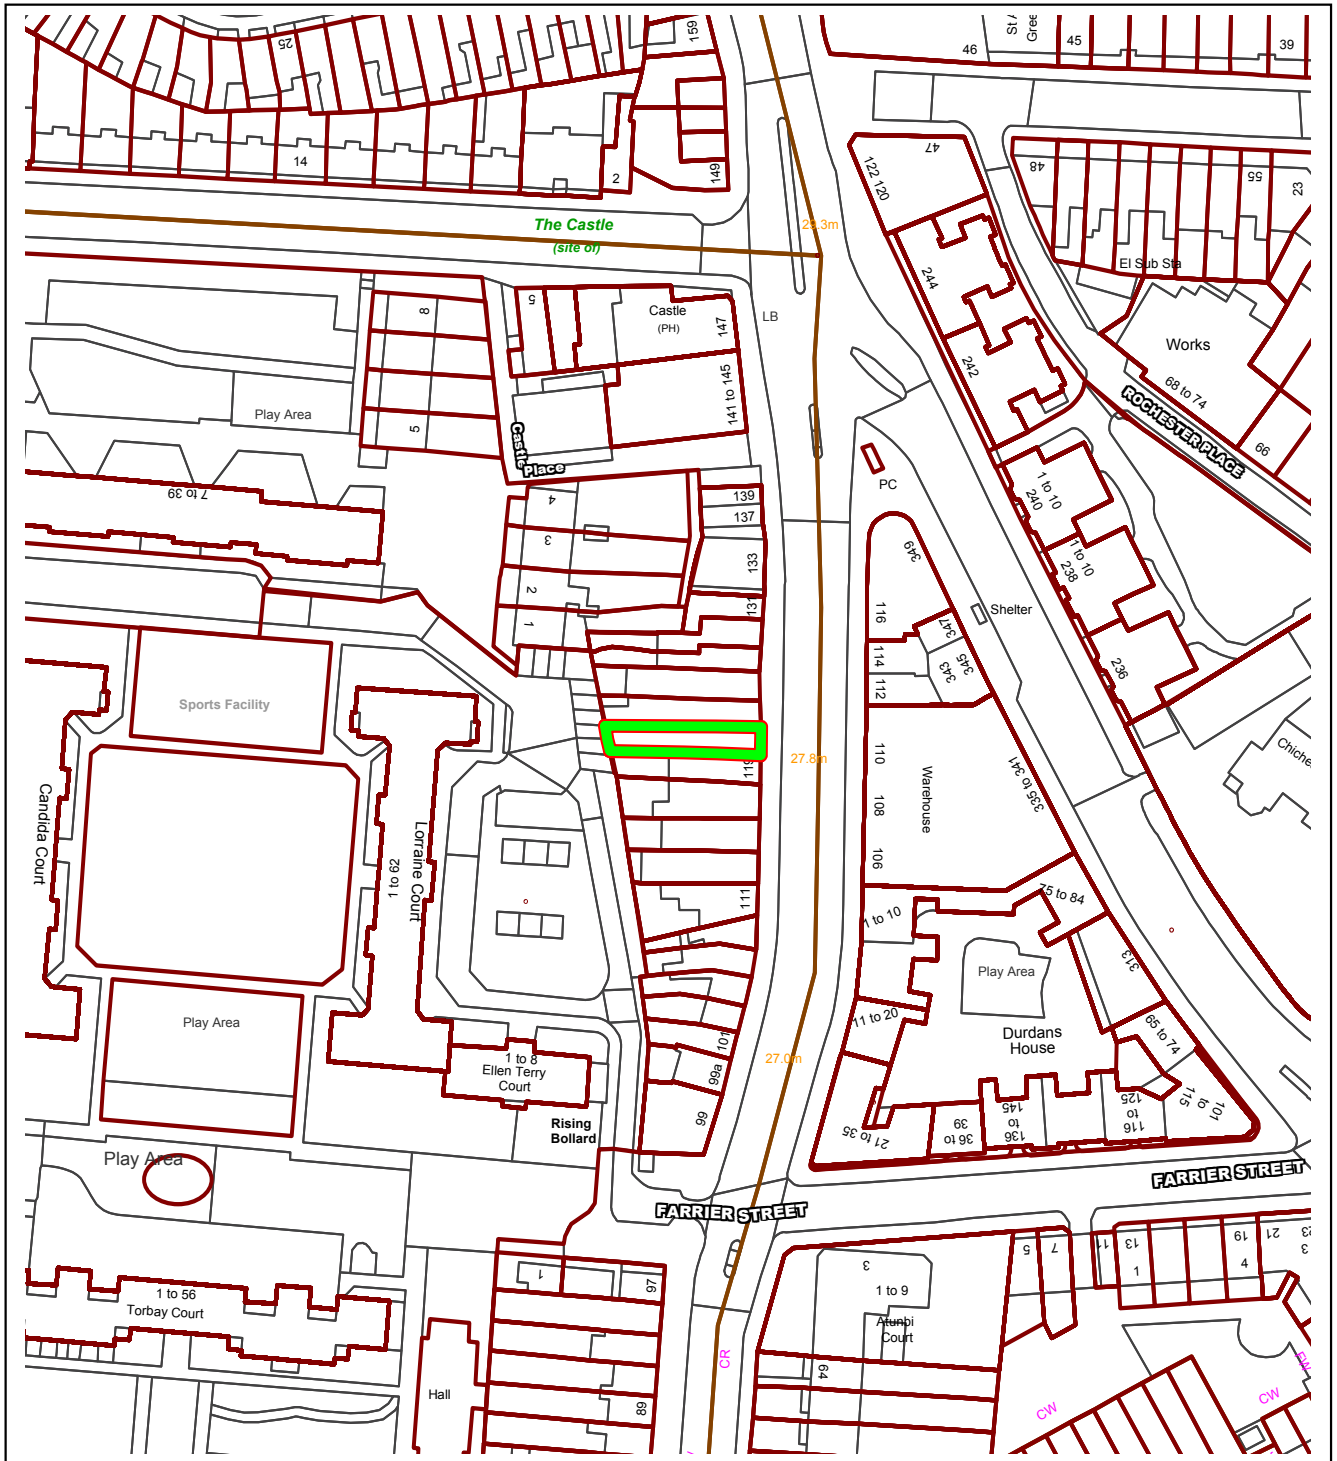 25
159
St A
Gree
46
45
39
14
2
149
122 120
47
48
55
23
The Castle
(site of)
29.3m
El Sub Sta
244
8
5
Castle
(PH)
147
LB
Works
242
68 to 74
Play Area
5
141 to 145
ROCHESTER PLACE
Castle Place
66
7 to 39
4
139
PC
1 to 10
240
137
3
349
133
1 to 10
238
2
131
116
Shelter
1
347
114
345
343
236
112
Sports Facility
27.8m
119
110
Chiche
335 to 341
Warehouse
108
Candida Court
Lorraine Court
1 to 62
106
111
75 to 84
1 to 10
313
Play Area
Play Area
11 to 20
101
65 to 74
Durdans
House
27.0m
1 to 8
Ellen Terry
Court
99a
99
Rising
Bollard
21 to 35
36 to
39
145
to
136
125
to
116
101
to
115
Play Area
FARRIER STREET
FARRIER STREET
5
7
11
13
1
19
4
21
23
3
1
97
3
1 to 9
Atunbi
Court
1 to 56
Torbay Court
CR
64
Hall
89
CW
CW
FW